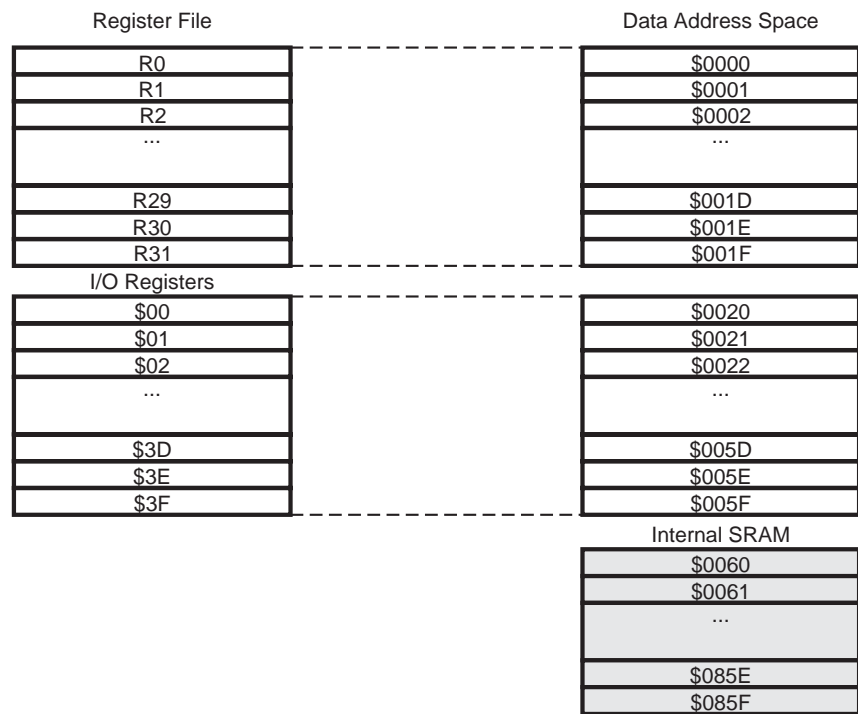 Register File Data Address Space
R0 $0000
R1 $0001
R2 $0002
... ...
R29 $001D
R30 $001E
R31 $001F
I/O Registers
$00 $0020
$01 $0021
$02 $0022
... ...
$3D $005D
$3E $005E
$3F $005F
Internal SRAM
$0060
$0061
...
$085E
$085F